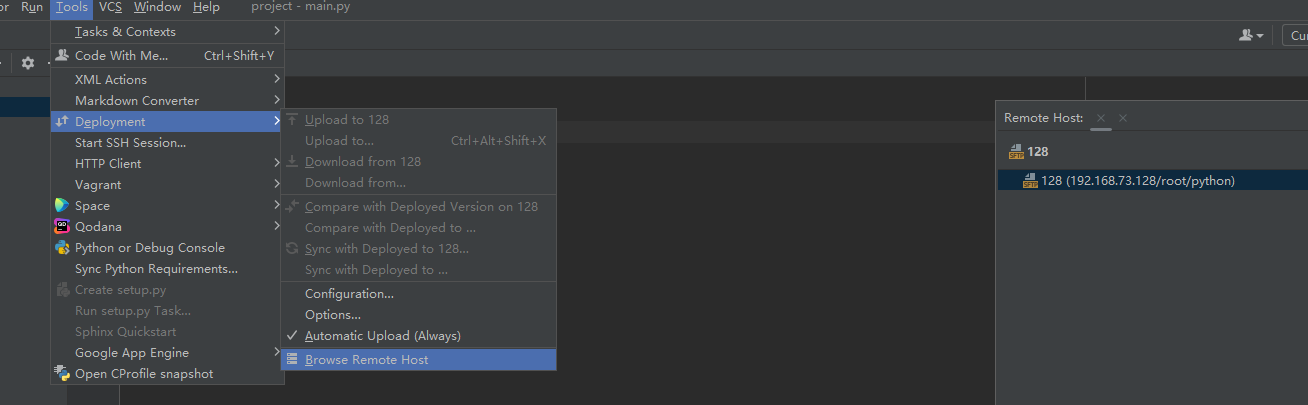 or Run Tools VCS Window Help project - main.py
Tasks & Contexts
Code With Me... Ctrl+Shift+Y
Cur
XML Actions
Markdown Converter
Deployment
Start SSH Session...
HTTP Client
Vagrant
Space
Qodana
Python or Debug Console
Sync Python Requirements...
Create setup.py
Run setup.py Task...
Sphinx Quickstart
Google App Engine
Open CProfile snapshot
Upload to 128
Upload to... Ctrl+Alt+Shift+X
Download from 128
Download from...
Compare with Deployed Version on 128
Compare with Deployed to ...
Sync with Deployed to 128...
Sync with Deployed to ...
Configuration...
Options...
Automatic Upload (Always)
Browse Remote Host
Remote Host:
SFTP 128
SFTP 128 (192.168.73.128/root/python)